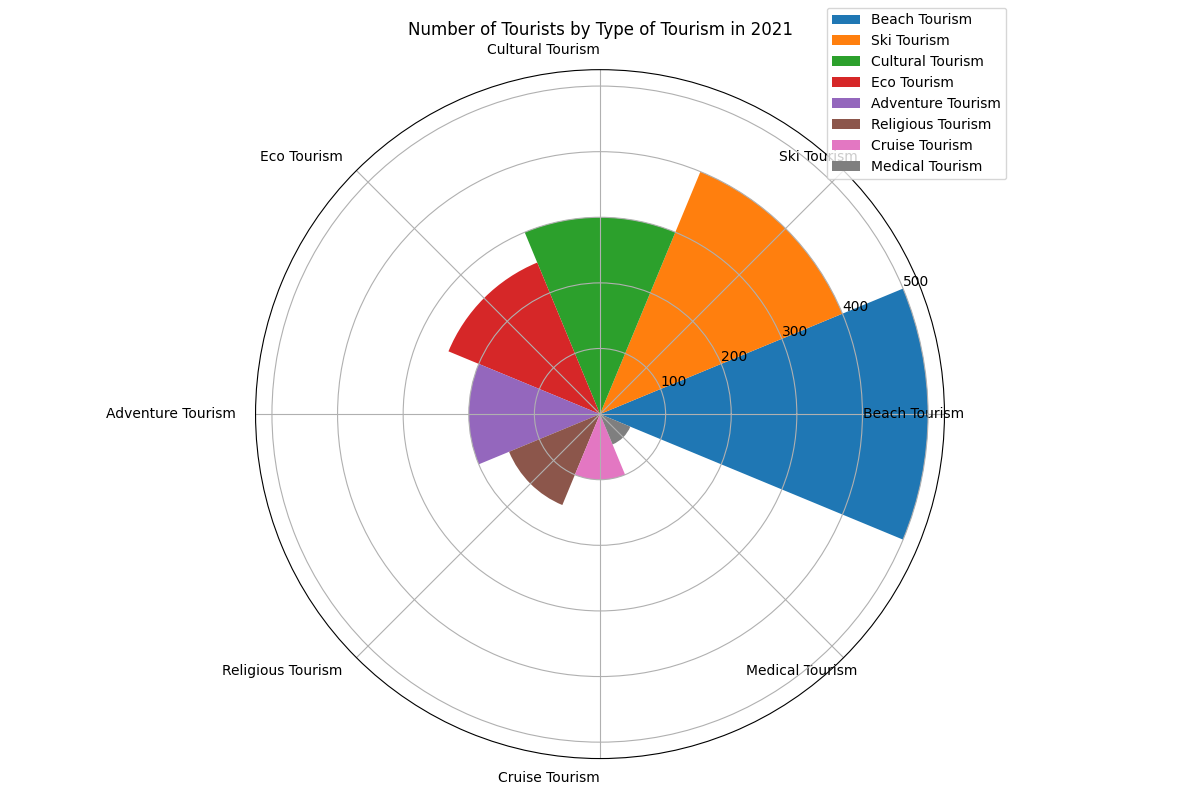 Number of Tourists by Type of Tourism in 2021
Beach Tourism
Ski Tourism
Cultural Tourism
Eco Tourism
Adventure Tourism
Religious Tourism
Cruise Tourism
Medical Tourism
Cultural Tourism
Eco Tourism
Ski Tourism
500
400
300
200
100
Adventure Tourism
Beach Tourism
Religious Tourism
Medical Tourism
Cruise Tourism